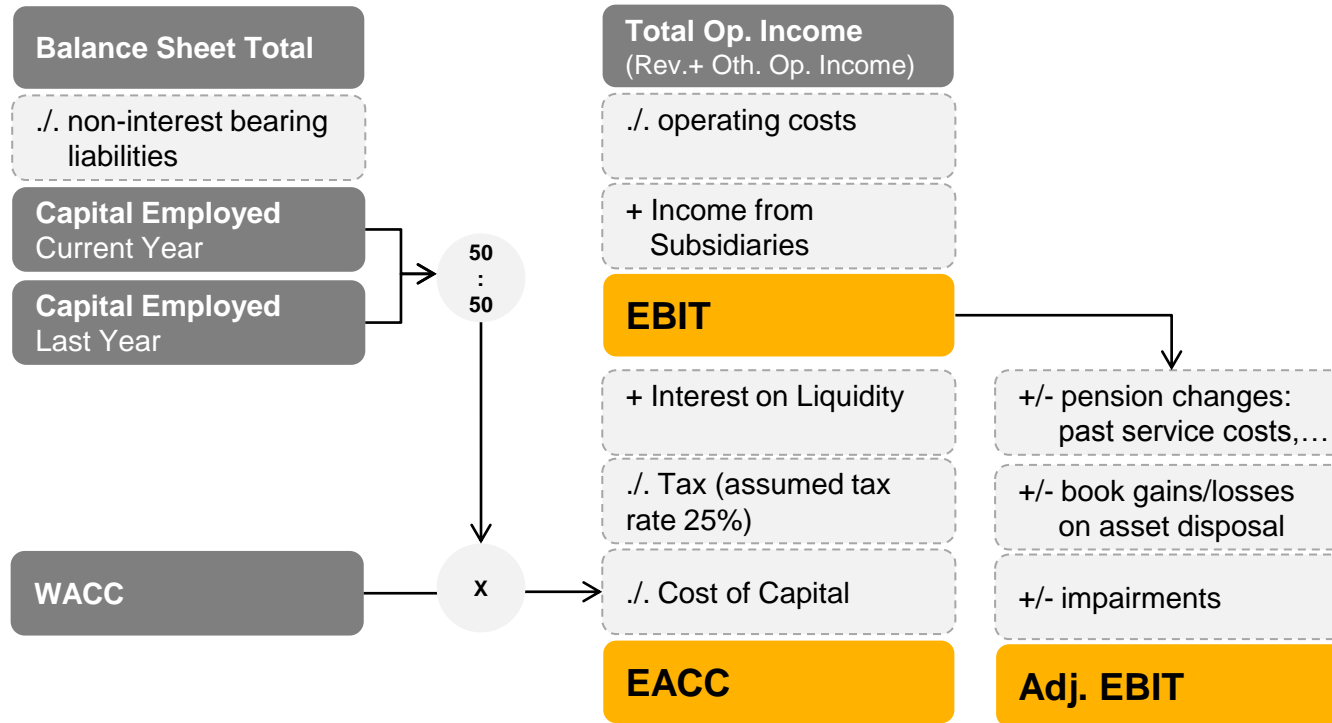 Balance Sheet Total
./. non-interest bearing
liabilities
Capital Employed
Current Year
Capital Employed
Last Year
50
:
50
WACC
X
Total Op. Income
(Rev.+ Oth. Op. Income)
./. operating costs
+ Income from
Subsidiaries
EBIT
+ Interest on Liquidity
./. Tax (assumed tax
rate 25%)
./. Cost of Capital
EACC
+/- pension changes:
past service costs,…
+/- book gains/losses
on asset disposal
+/- impairments
Adj. EBIT